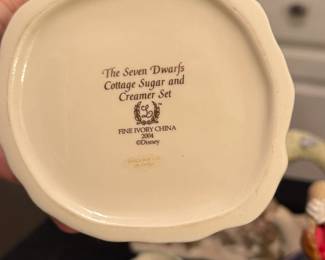 The Seven Dwarfs
Cottage Sugar and
Creamer Set
L
FINE IVORY CHINA
2004
©Disney